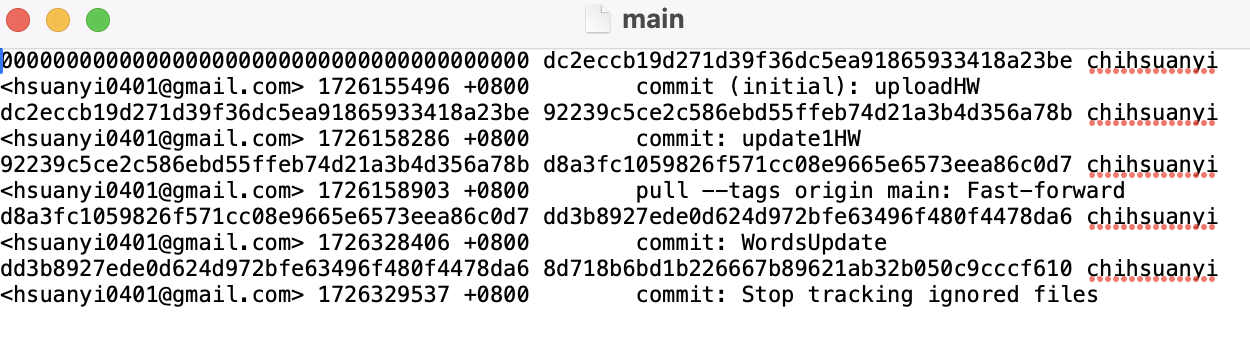 main
0000000000000000000000000000000000000000 dc2eccb19d271d39f36dc5ea91865933418a23be chihsuanyi
<hsuanyi0401@gmail.com> 1726155496 +0800 commit (initial): uploadHW
dc2eccb19d271d39f36dc5ea91865933418a23be 92239c5ce2c586ebd55ffeb74d21a3b4d356a78b chihsuanyi
<hsuanyi0401@gmail.com> 1726158286 +0800 commit: update1HW
92239c5ce2c586ebd55ffeb74d21a3b4d356a78b d8a3fc1059826f571cc08e9665e6573eea86c0d7 chihsuanyi
<hsuanyi0401@gmail.com> 1726158903 +0800 pull --tags origin main: Fast-forward
d8a3fc1059826f571cc08e9665e6573eea86c0d7 dd3b8927ede0d624d972bfe63496f480f4478da6 chihsuanyi
<hsuanyi0401@gmail.com> 1726328406 +0800 commit: WordsUpdate
dd3b8927ede0d624d972bfe63496f480f4478da6 8d718b6bd1b226667b89621ab32b050c9cccf610 chihsuanyi
<hsuanyi0401@gmail.com> 1726329537 +0800 commit: Stop tracking ignored files